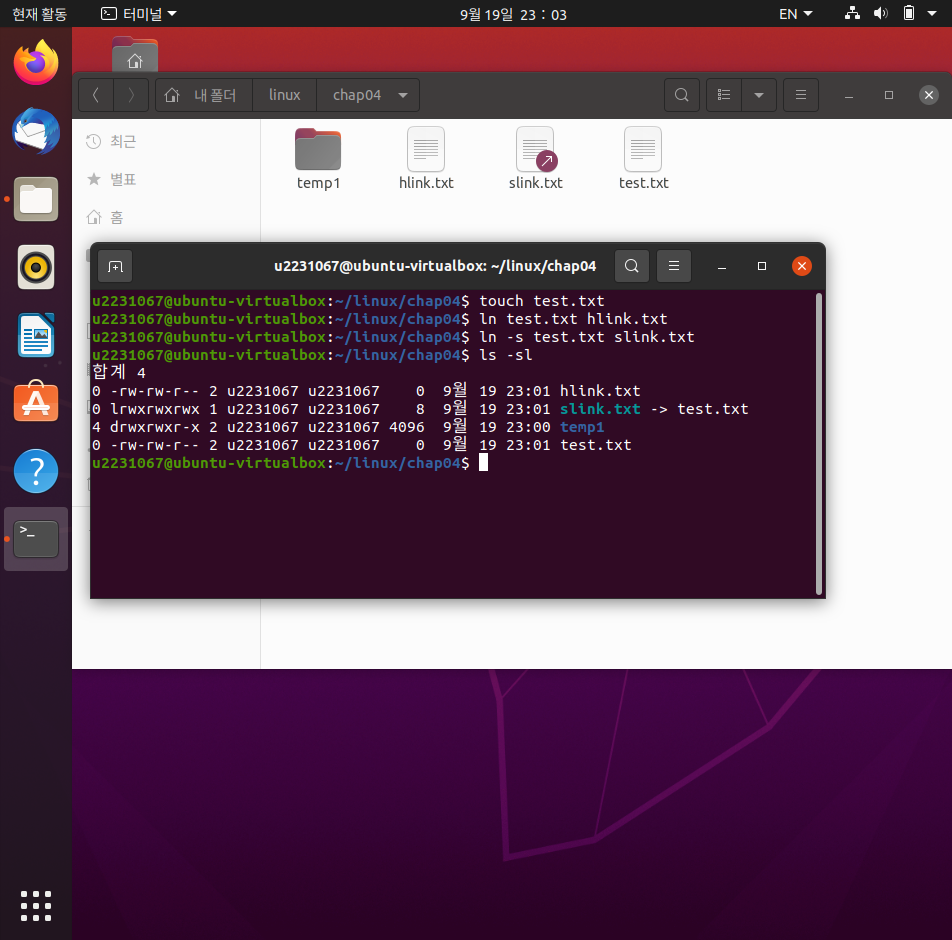 현재 활동 터미널 9월 19일 23 : 03 EN
내 폴더 linux chap04
최근
별표
홈
temp1 hlink.txt slink.txt test.txt
u2231067@ubuntu-virtualbox: ~/linux/chap04
u2231067@ubuntu-virtualbox:~/linux/chap04$ touch test.txt
u2231067@ubuntu-virtualbox:~/linux/chap04$ ln test.txt hlink.txt
u2231067@ubuntu-virtualbox:~/linux/chap04$ ln -s test.txt slink.txt
u2231067@ubuntu-virtualbox:~/linux/chap04$ ls -sl
합계 4
0 -rw-rw-r-- 2 u2231067 u2231067    0  9월  19 23:01 hlink.txt
0 lrwxrwxrwx 1 u2231067 u2231067    8  9월  19 23:01 slink.txt -> test.txt
4 drwxrwxr-x 2 u2231067 u2231067 4096  9월  19 23:00 temp1
0 -rw-rw-r-- 2 u2231067 u2231067    0  9월  19 23:01 test.txt
u2231067@ubuntu-virtualbox:~/linux/chap04$